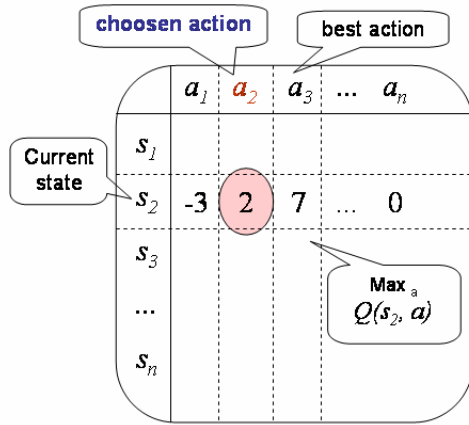 choosen action
best action
a1 a2 a3 ... an
Current
state
s1
s2 -3 2 7 ... 0
s3
Max a
Q(s2, a)
...
sn